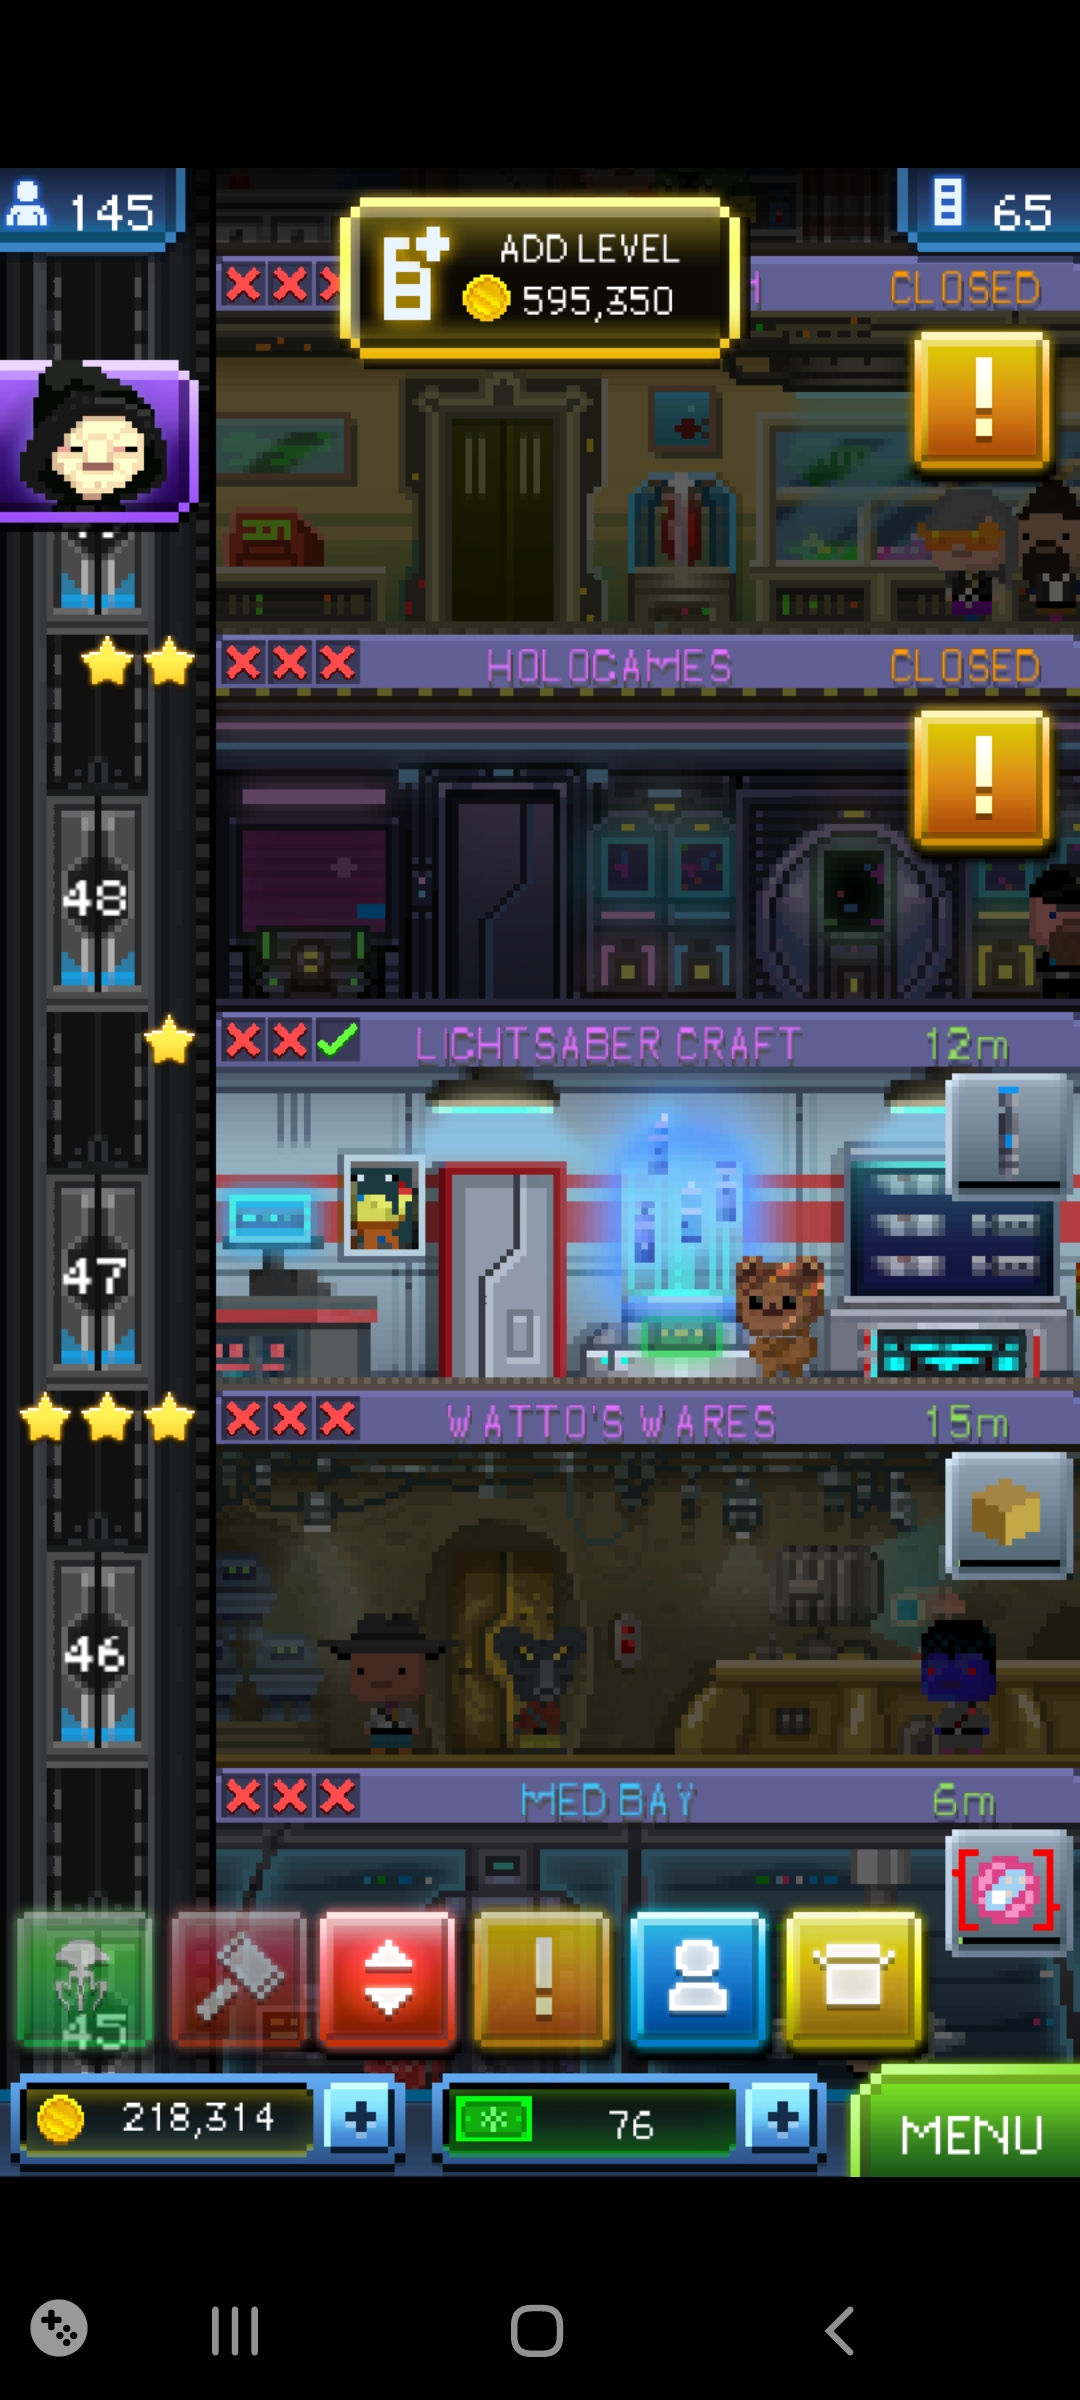 145
65
ADD LEVEL
595,350
CLOSED
HOLOGAMES
CLOSED
48
LIGHTSABER CRAFT
12m
47
WATTO'S WARES
15m
46
MED BAY
6m
45
218,314
76
MENU